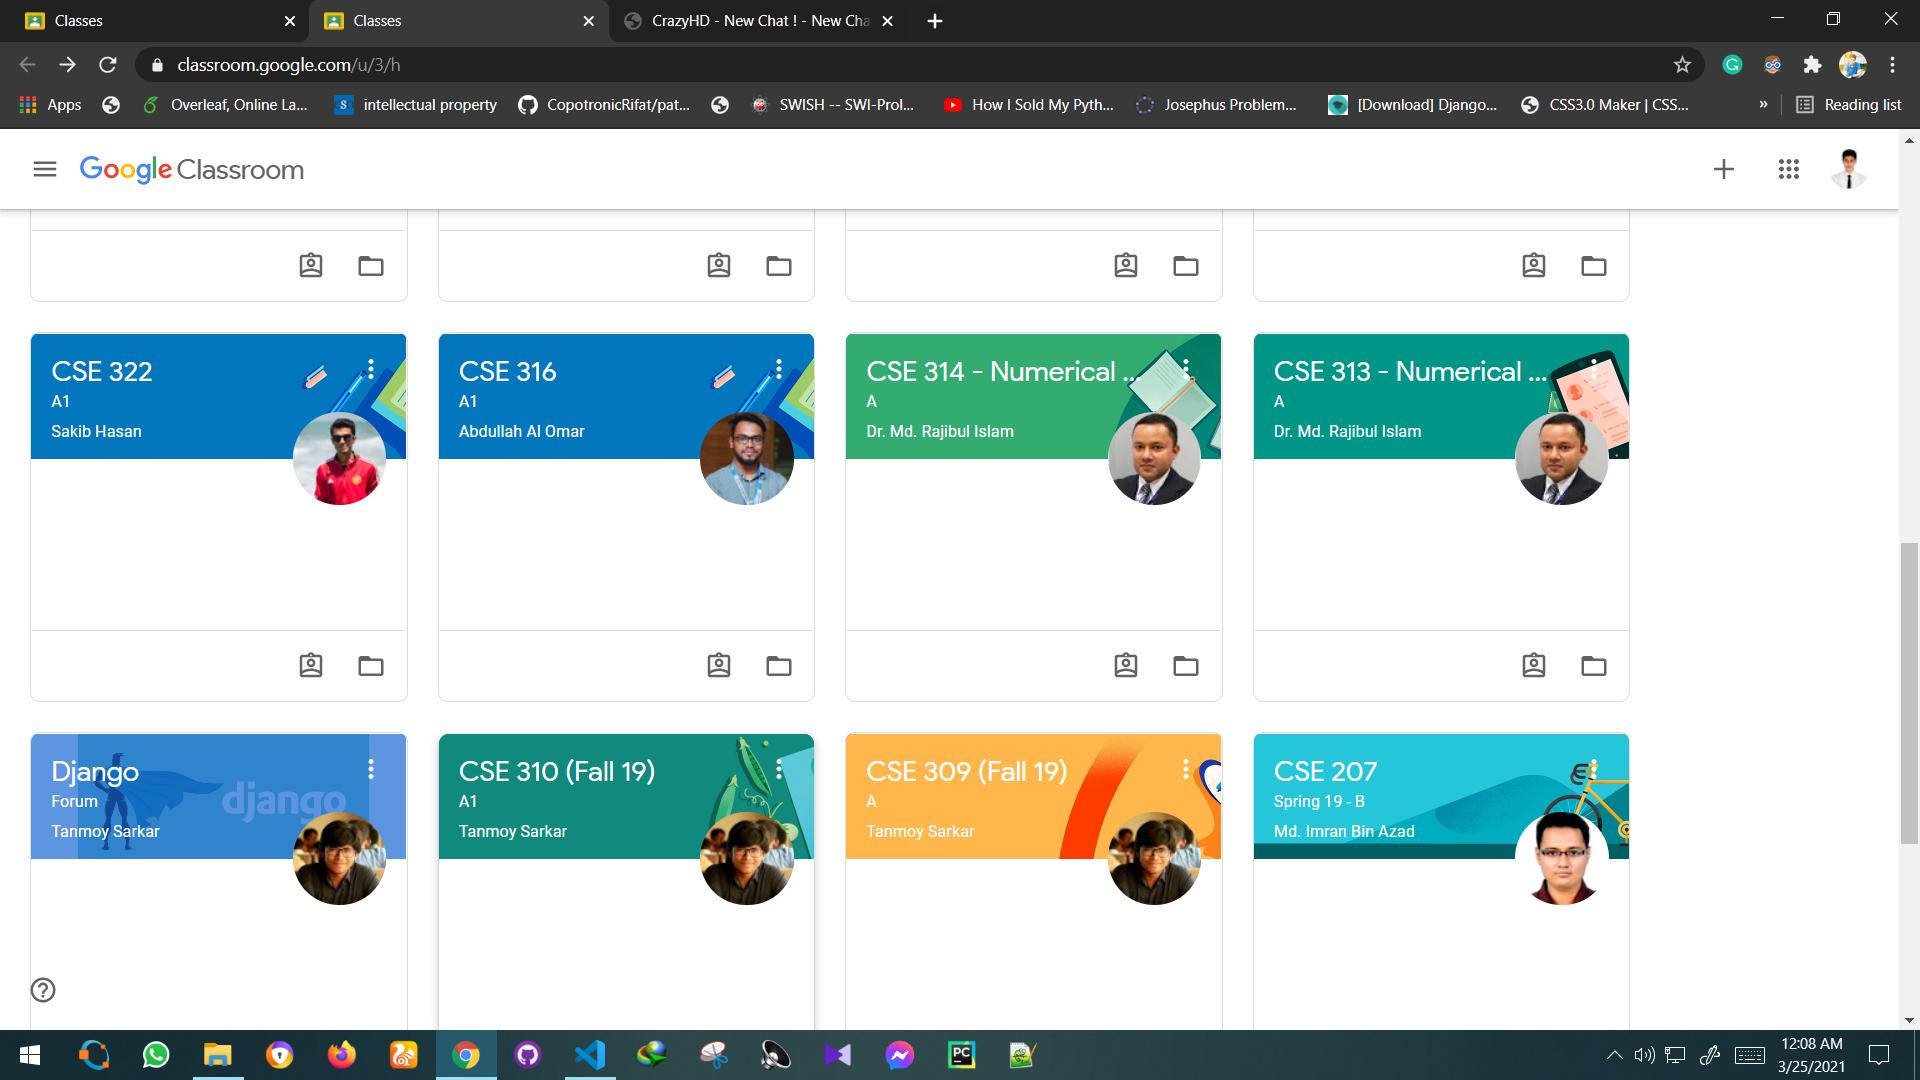 Classes
Classes
CrazyHD - New Chat ! - New Cha
classroom.google.com/u/3/h
Apps
Overleaf, Online La...
intellectual property
CopotronicRifat/pat...
SWISH -- SWI-Prol...
How I Sold My Pyth...
Josephus Problem...
[Download] Django...
CSS3.0 Maker | CSS...
»
Reading list
Google Classroom
CSE 322
A1
Sakib Hasan
CSE 316
A1
Abdullah Al Omar
CSE 314 - Numerical ...
A
Dr. Md. Rajibul Islam
CSE 313 - Numerical ...
A
Dr. Md. Rajibul Islam
Django
Forum
Tanmoy Sarkar
django
CSE 310 (Fall 19)
A1
Tanmoy Sarkar
CSE 309 (Fall 19)
A
Tanmoy Sarkar
CSE 207
Spring 19 - B
Md. Imran Bin Azad
PC
12:08 AM
3/25/2021